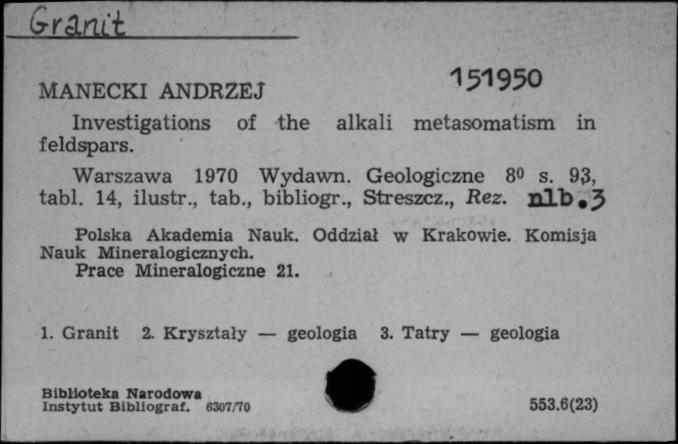 Granit
151950
MANECKI ANDRZEJ
Investigations of the alkali metasomatism in
feldspars.
Warszawa 1970 Wydawn. Geologiczne 8⁰ s. 93,
tabl. 14, ilustr., tab., bibliogr., Streszcz., Rez. nlb.3
Polska Akademia Nauk. Oddział w Krakowie. Komisja
Nauk Mineralogicznych.
Prace Mineralogiczne 21.
1. Granit 2. Kryształy — geologia 3. Tatry — geologia
Biblioteka Narodowa
Instytut Bibliograf. 6307/70
553.6(23)